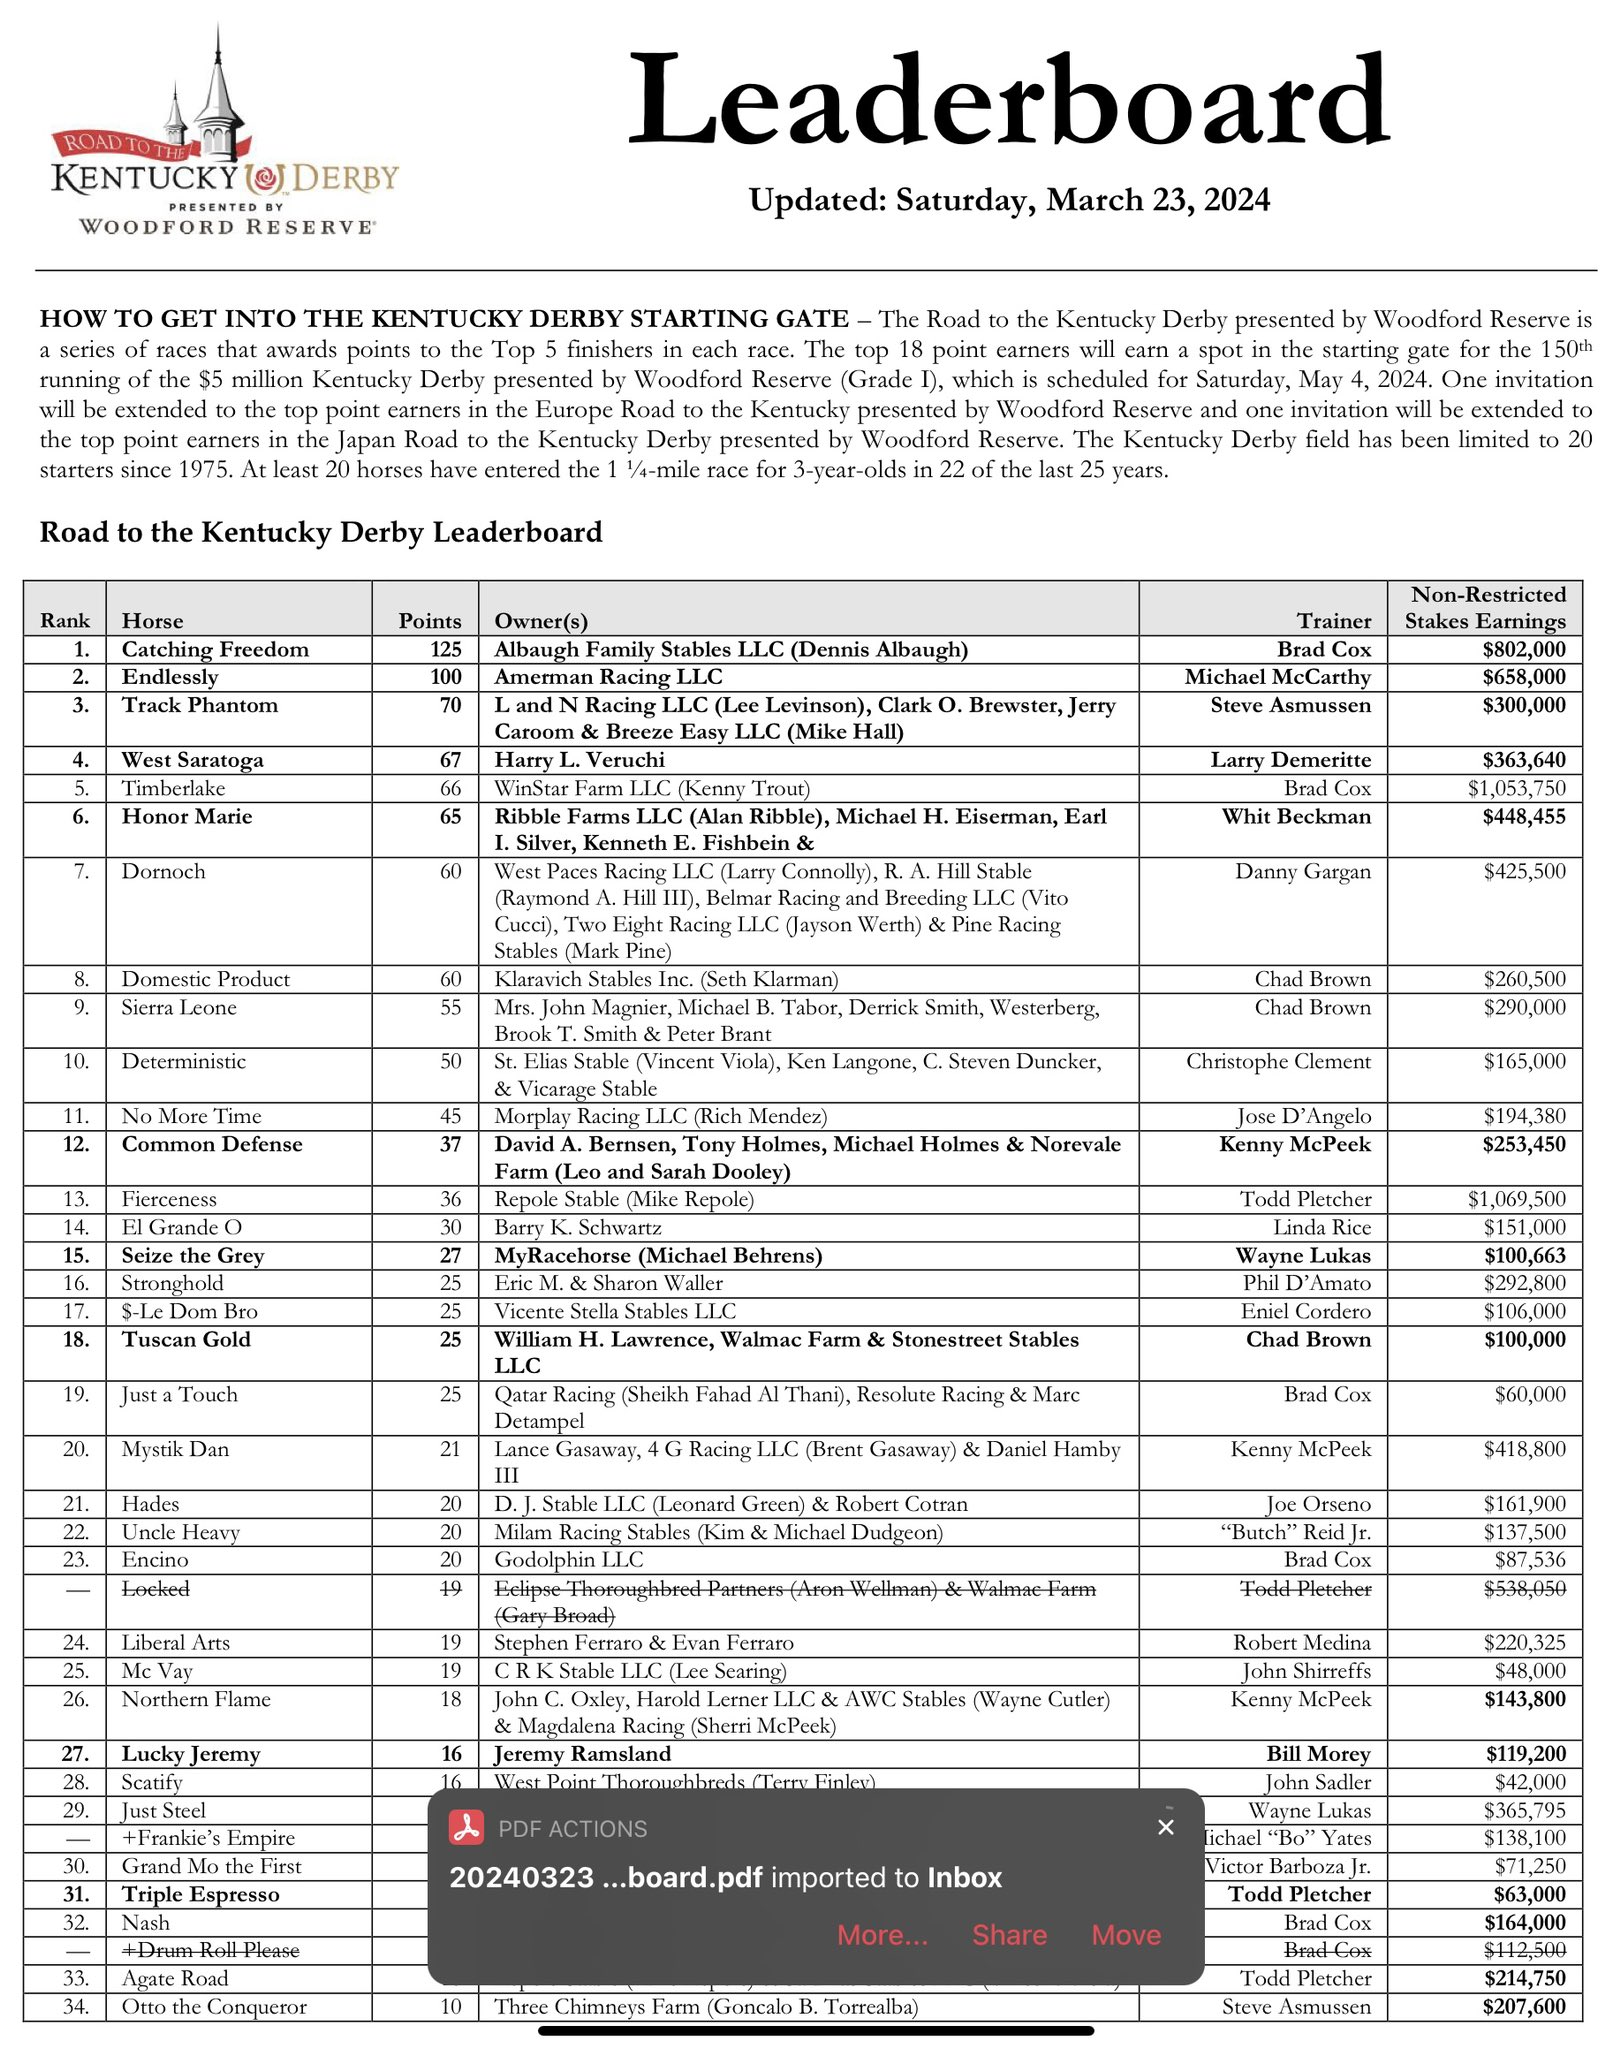 ROAD TO THE
KENTUCKY DERBY
PRESENTED BY
WOODFORD RESERVE
Leaderboard
Updated: Saturday, March 23, 2024
HOW TO GET INTO THE KENTUCKY DERBY STARTING GATE – The Road to the Kentucky Derby presented by Woodford Reserve is
a series of races that awards points to the Top 5 finishers in each race. The top 18 point earners will earn a spot in the starting gate for the 150th
running of the $5 million Kentucky Derby presented by Woodford Reserve (Grade I), which is scheduled for Saturday, May 4, 2024. One invitation
will be extended to the top point earners in the Europe Road to the Kentucky presented by Woodford Reserve and one invitation will be extended to
the top point earners in the Japan Road to the Kentucky Derby presented by Woodford Reserve. The Kentucky Derby field has been limited to 20
starters since 1975. At least 20 horses have entered the 1 ¼-mile race for 3-year-olds in 22 of the last 25 years.
Road to the Kentucky Derby Leaderboard
Non-Restricted
Rank Horse Points Owner(s) Trainer Stakes Earnings
1. Catching Freedom 125 Albaugh Family Stables LLC (Dennis Albaugh) Brad Cox $802,000
2. Endlessly 100 Amerman Racing LLC Michael McCarthy $658,000
3. Track Phantom 70 L and N Racing LLC (Lee Levinson), Clark O. Brewster, Jerry Steve Asmussen $300,000
Caroom & Breeze Easy LLC (Mike Hall)
4. West Saratoga 67 Harry L. Veruchi Larry Demeritte $363,640
5. Timberlake 66 WinStar Farm LLC (Kenny Trout) Brad Cox $1,053,750
6. Honor Marie 65 Ribble Farms LLC (Alan Ribble), Michael H. Eiserman, Earl Whit Beckman $448,455
I. Silver, Kenneth E. Fishbein &
7. Dornoch 60 West Paces Racing LLC (Larry Connolly), R. A. Hill Stable Danny Gargan $425,500
(Raymond A. Hill III), Belmar Racing and Breeding LLC (Vito
Cucci), Two Eight Racing LLC (Jayson Werth) & Pine Racing
Stables (Mark Pine)
8. Domestic Product 60 Klaravich Stables Inc. (Seth Klarman) Chad Brown $260,500
9. Sierra Leone 55 Mrs. John Magnier, Michael B. Tabor, Derrick Smith, Westerberg, Chad Brown $290,000
Brook T. Smith & Peter Brant
10. Deterministic 50 St. Elias Stable (Vincent Viola), Ken Langone, C. Steven Duncker, Christophe Clement $165,000
& Vicarage Stable
11. No More Time 45 Morplay Racing LLC (Rich Mendez) Jose D’Angelo $194,380
12. Common Defense 37 David A. Bernsen, Tony Holmes, Michael Holmes & Norevale Kenny McPeek $253,450
Farm (Leo and Sarah Dooley)
13. Fierceness 36 Repole Stable (Mike Repole) Todd Pletcher $1,069,500
14. El Grande O 30 Barry K. Schwartz Linda Rice $151,000
15. Seize the Grey 27 MyRacehorse (Michael Behrens) Wayne Lukas $100,663
16. Stronghold 25 Eric M. & Sharon Waller Phil D’Amato $292,800
17. $-Le Dom Bro 25 Vicente Stella Stables LLC Eniel Cordero $106,000
18. Tuscan Gold 25 William H. Lawrence, Walmac Farm & Stonestreet Stables Chad Brown $100,000
LLC
19. Just a Touch 25 Qatar Racing (Sheikh Fahad Al Thani), Resolute Racing & Marc Brad Cox $60,000
Detampel
20. Mystik Dan 21 Lance Gasaway, 4 G Racing LLC (Brent Gasaway) & Daniel Hamby Kenny McPeek $418,800
III
21. Hades 20 D. J. Stable LLC (Leonard Green) & Robert Cotran Joe Orseno $161,900
22. Uncle Heavy 20 Milam Racing Stables (Kim & Michael Dudgeon) “Butch” Reid Jr. $137,500
23. Encino 20 Godolphin LLC Brad Cox $87,536
— Locked 19 Eclipse Thoroughbred Partners (Aron Wellman) & Walmac Farm Todd Pletcher $538,050
(Gary Broad)
24. Liberal Arts 19 Stephen Ferraro & Evan Ferraro Robert Medina $220,325
25. Mc Vay 19 C R K Stable LLC (Lee Searing) John Shirreffs $48,000
26. Northern Flame 18 John C. Oxley, Harold Lerner LLC & AWC Stables (Wayne Cutler) Kenny McPeek $143,800
& Magdalena Racing (Sherri McPeek)
27. Lucky Jeremy 16 Jeremy Ramsland Bill Morey $119,200
28. Scatify 16 West Point Thoroughbreds (Terry Finley) John Sadler $42,000
29. Just Steel Wayne Lukas $365,795
— +Frankie’s Empire “Bo” Yates $138,100
30. Grand Mo the First Victor Barboza Jr. $71,250
31. Triple Espresso Todd Pletcher $63,000
32. Nash Brad Cox $164,000
— +Drum Roll Please Brad Cox $112,500
33. Agate Road Todd Pletcher $214,750
34. Otto the Conqueror 10 Three Chimneys Farm (Goncalo B. Torrealba) Steve Asmussen $207,600
PDF ACTIONS
20240323 ...board.pdf imported to Inbox
More... Share Move